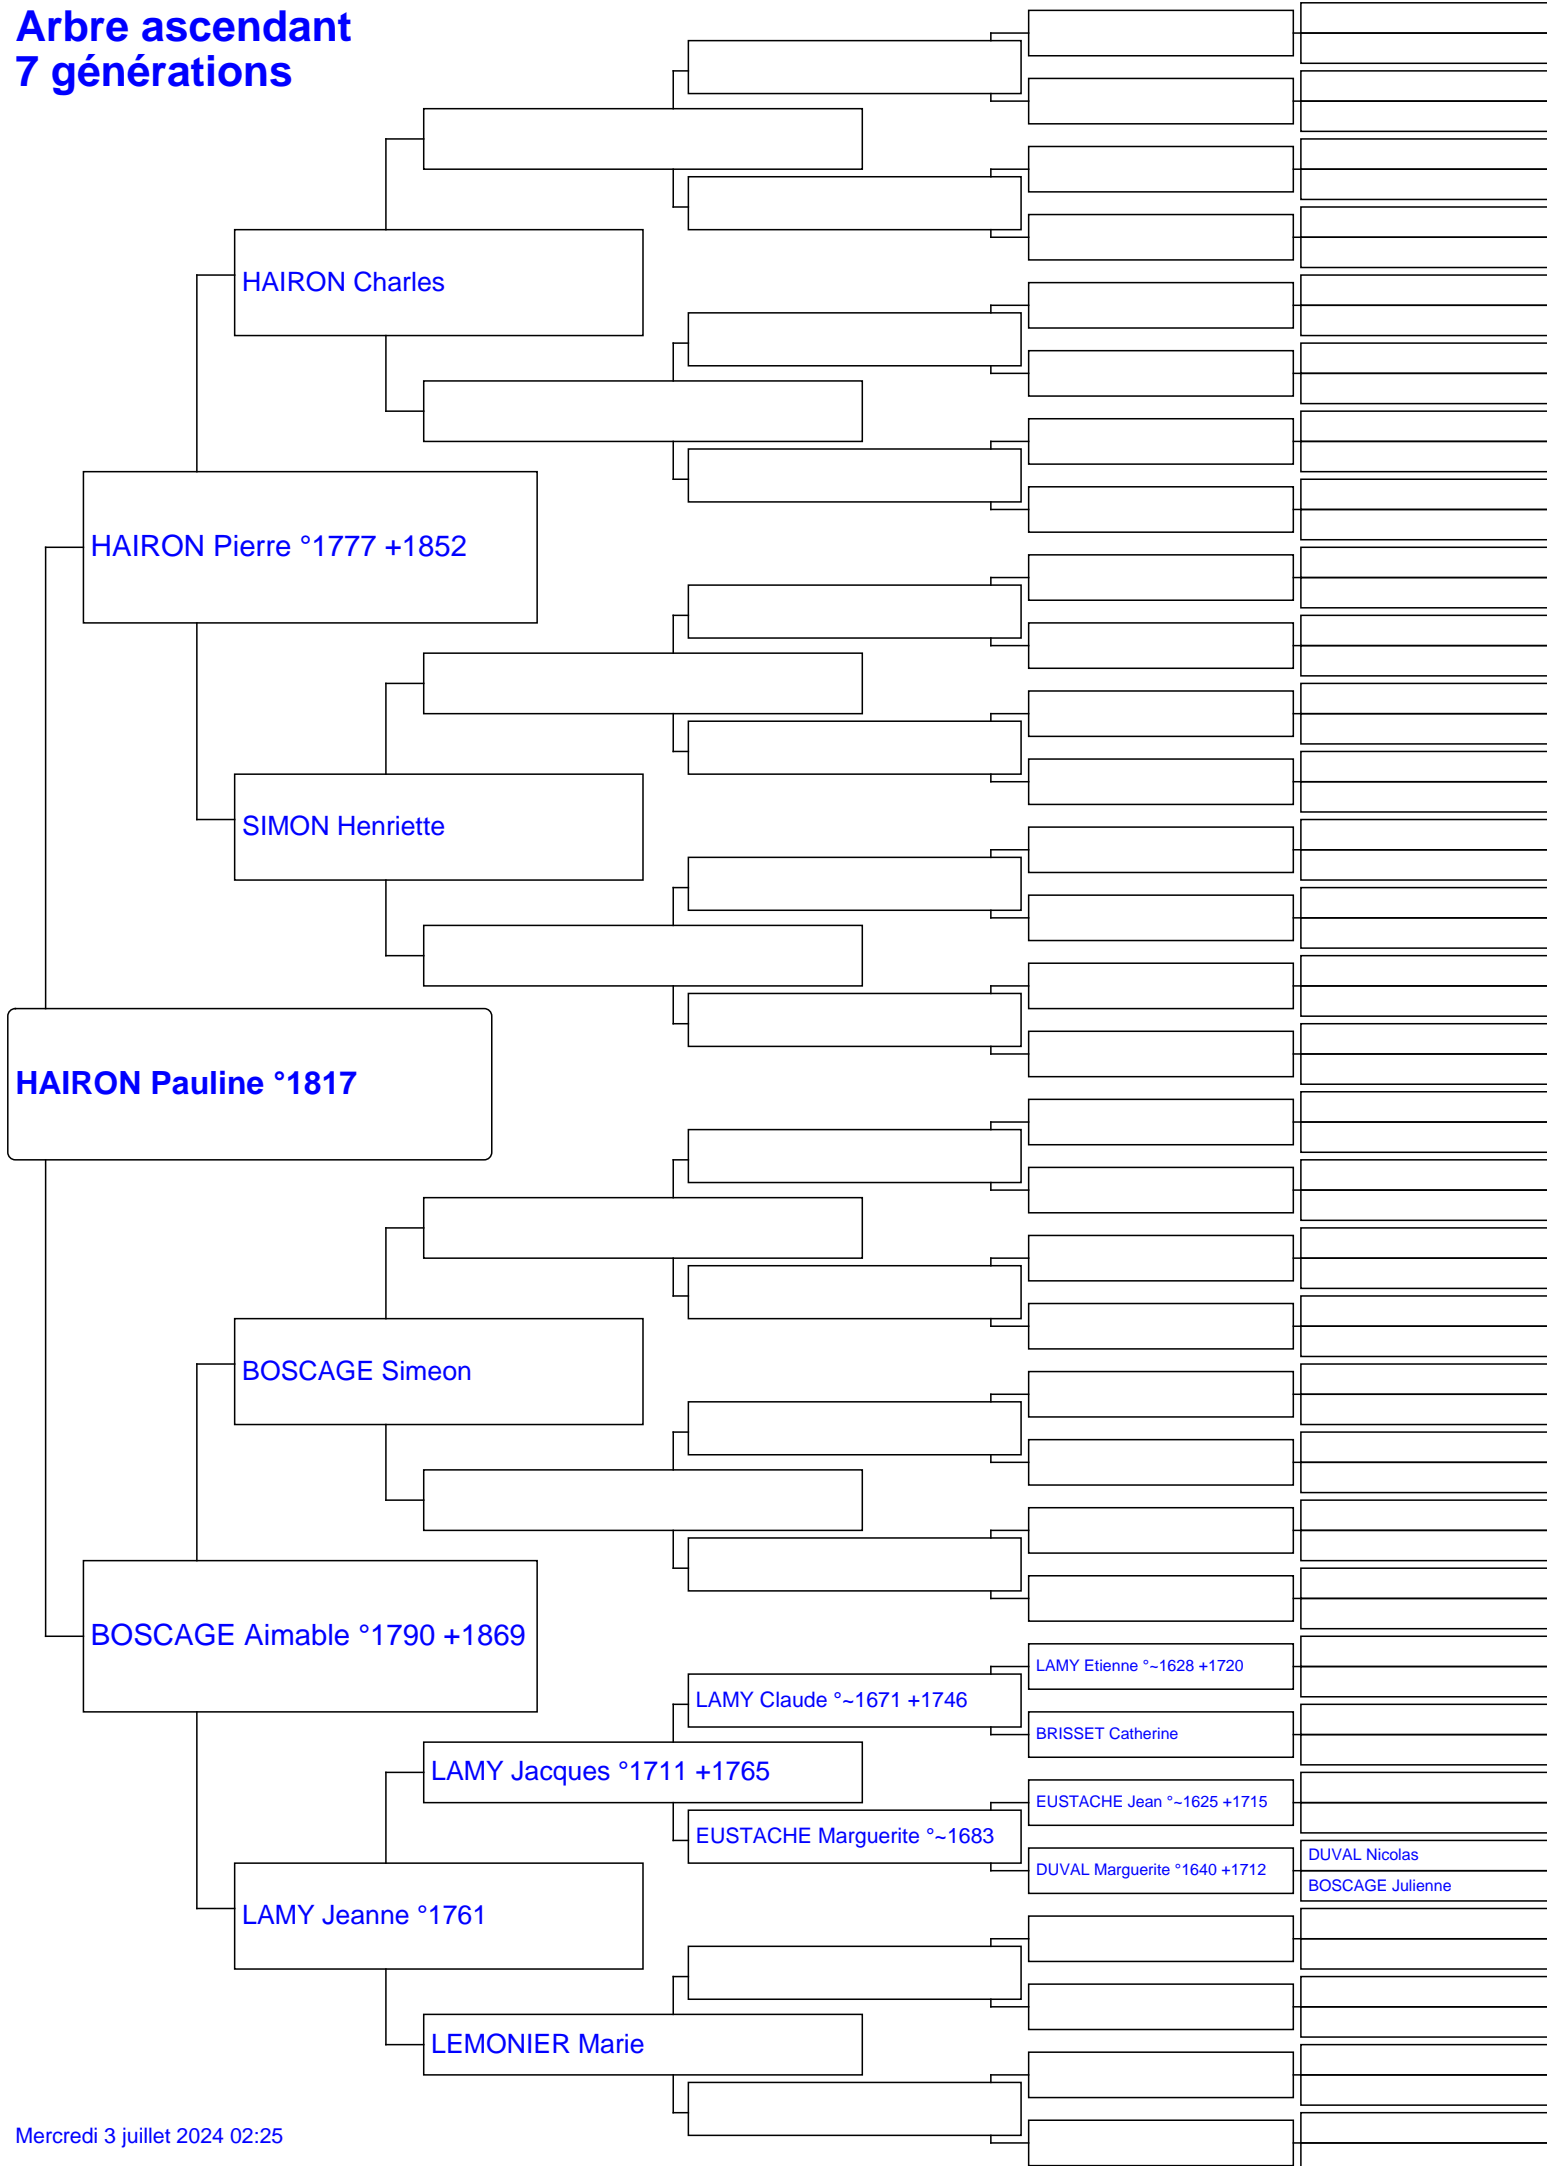 Arbre ascendant
7 générations
HAIRON Charles
HAIRON Pierre °1777 +1852
SIMON Henriette
HAIRON Pauline °1817
BOSCAGE Simeon
BOSCAGE Aimable °1790 +1869
LAMY Etienne °~1628 +1720
LAMY Claude °~1671 +1746
BRISSET Catherine
LAMY Jacques °1711 +1765
EUSTACHE Jean °~1625 +1715
EUSTACHE Marguerite °~1683
DUVAL Nicolas
DUVAL Marguerite °1640 +1712
BOSCAGE Julienne
LAMY Jeanne °1761
LEMONIER Marie
Mercredi 3 juillet 2024 02:25